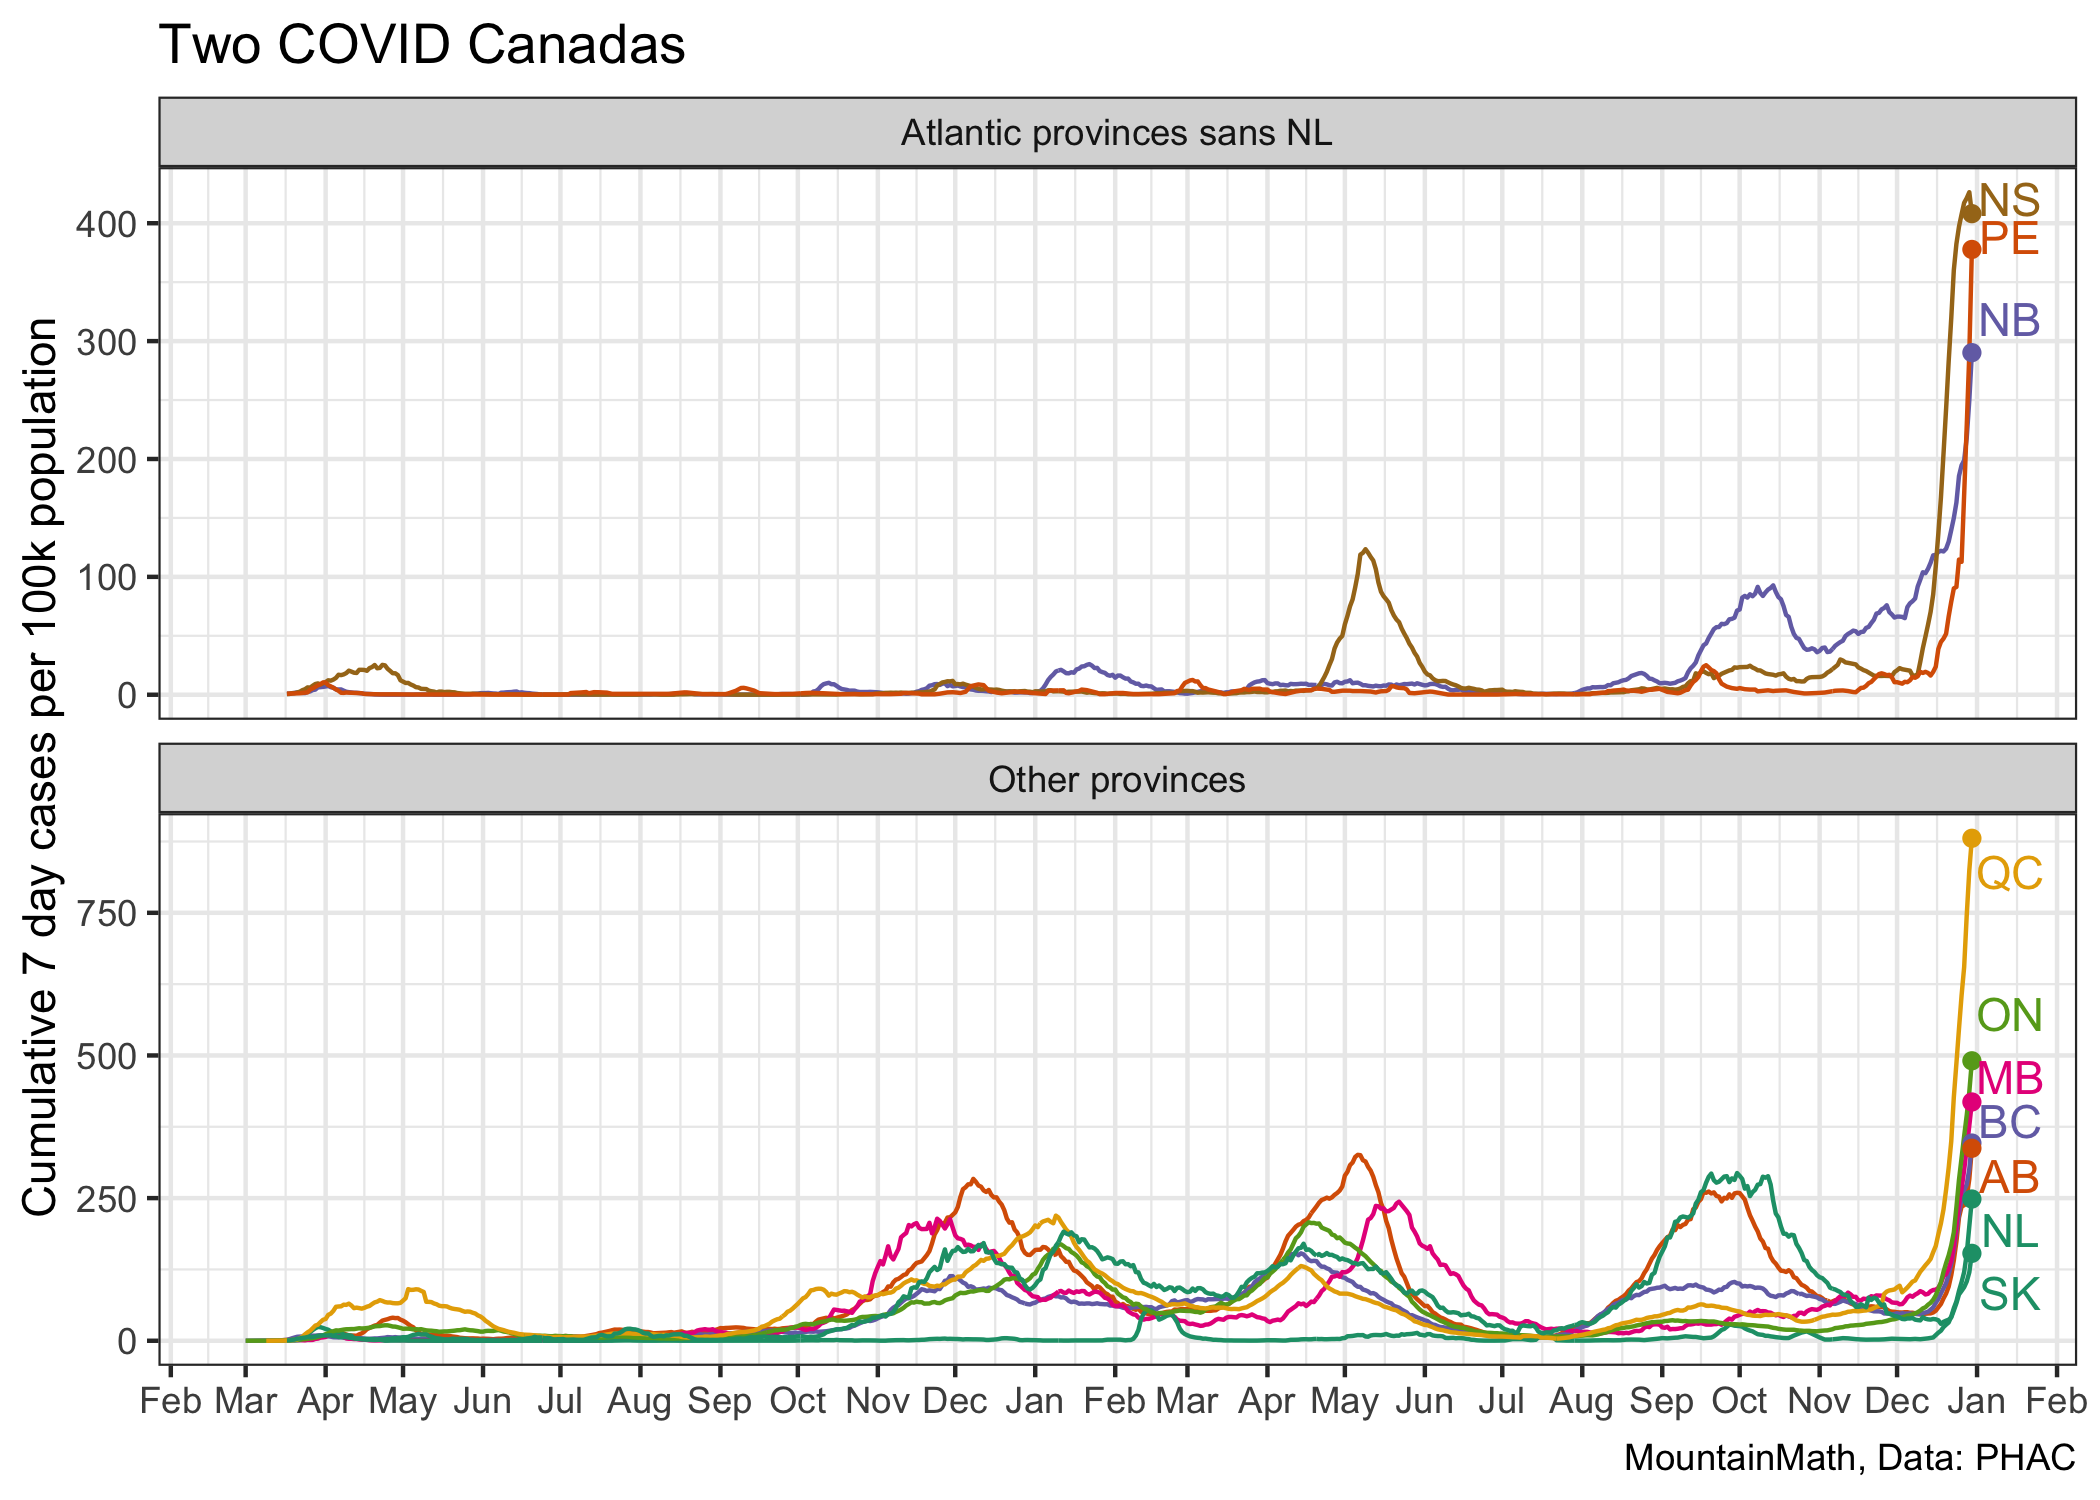 Two COVID Canadas
Atlantic provinces sans NL
Cumulative 7 day cases per 100k population
400
300
200
100
0
NS
PE
NB
Other provinces
750
500
250
0
QC
ON
MB
BC
AB
NL
SK
Feb Mar Apr May Jun Jul Aug Sep Oct Nov Dec Jan Feb Mar Apr May Jun Jul Aug Sep Oct Nov Dec Jan Feb
MountainMath, Data: PHAC